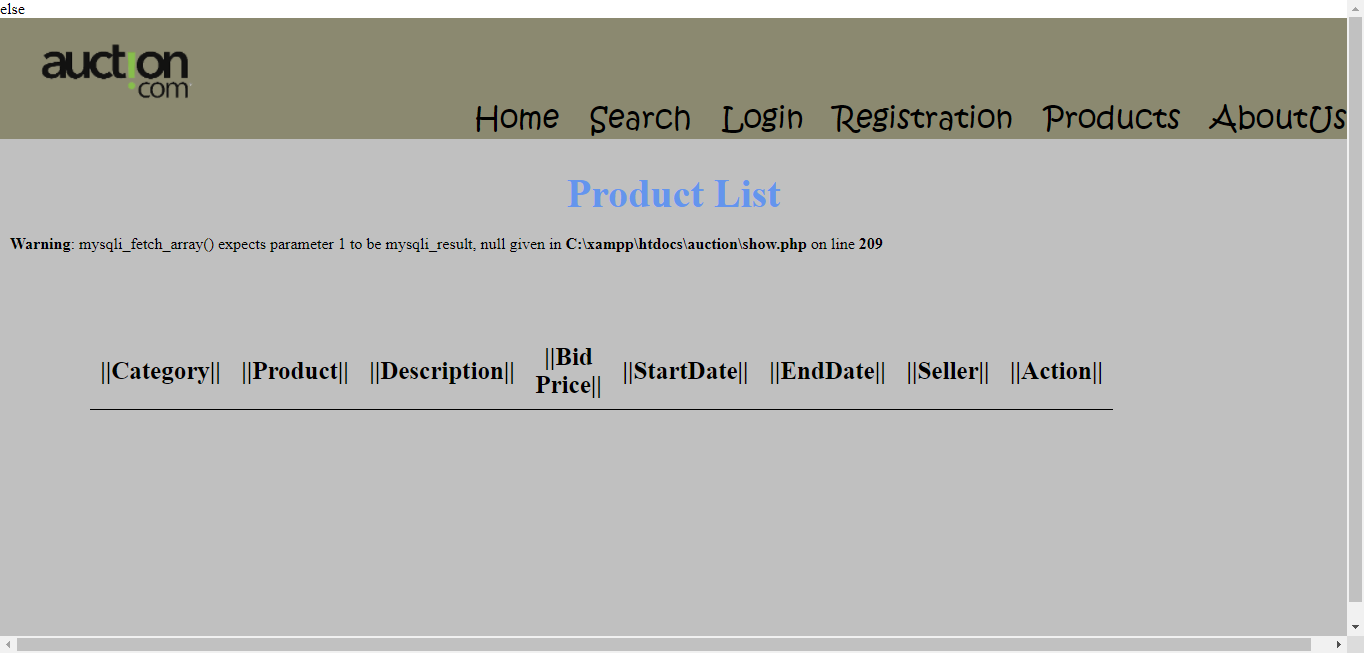 else
auct!on
.com
Home Search Login Registration Products AboutUs
Product List
Warning: mysqli_fetch_array() expects parameter 1 to be mysqli_result, null given in C:\xampp\htdocs\auction\show.php on line 209
||Category|| ||Product|| ||Description|| ||Bid Price|| ||StartDate|| ||EndDate|| ||Seller|| ||Action||